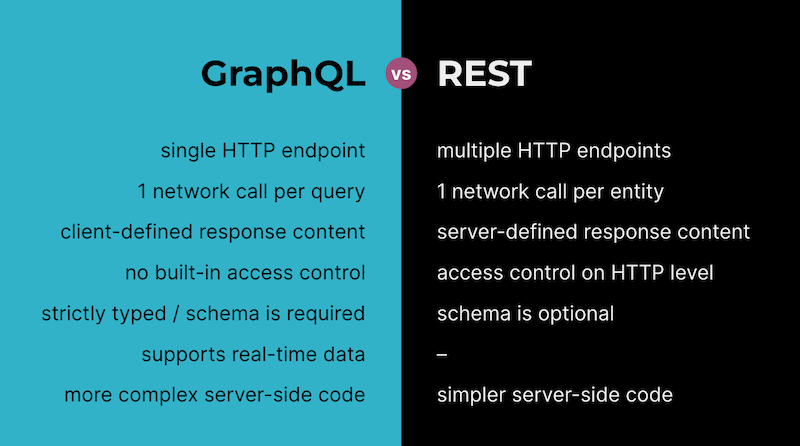 GraphQL vs REST
single HTTP endpoint
multiple HTTP endpoints
1 network call per query
1 network call per entity
client-defined response content
server-defined response content
no built-in access control
access control on HTTP level
strictly typed / schema is required
schema is optional
supports real-time data
–
more complex server-side code
simpler server-side code